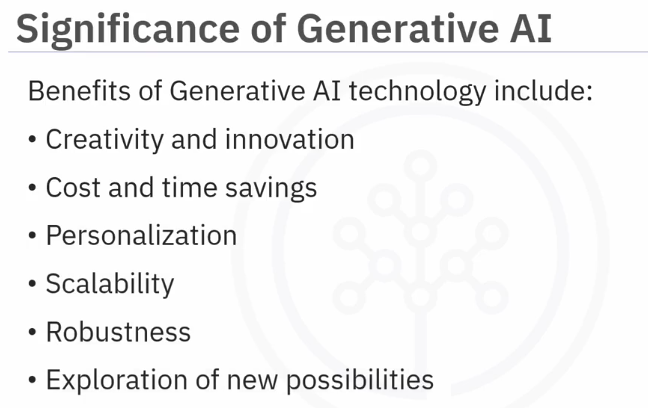 Significance of Generative AI
Benefits of Generative AI technology include:
• Creativity and innovation
• Cost and time savings
• Personalization
• Scalability
• Robustness
• Exploration of new possibilities